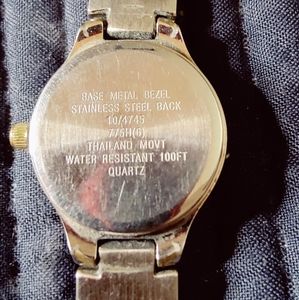 BASE METAL BEZEL
STAINLESS STEEL BACK
10/4745
775H(6)
THAILAND MOVT
WATER RESISTANT 100FT
QUARTZ